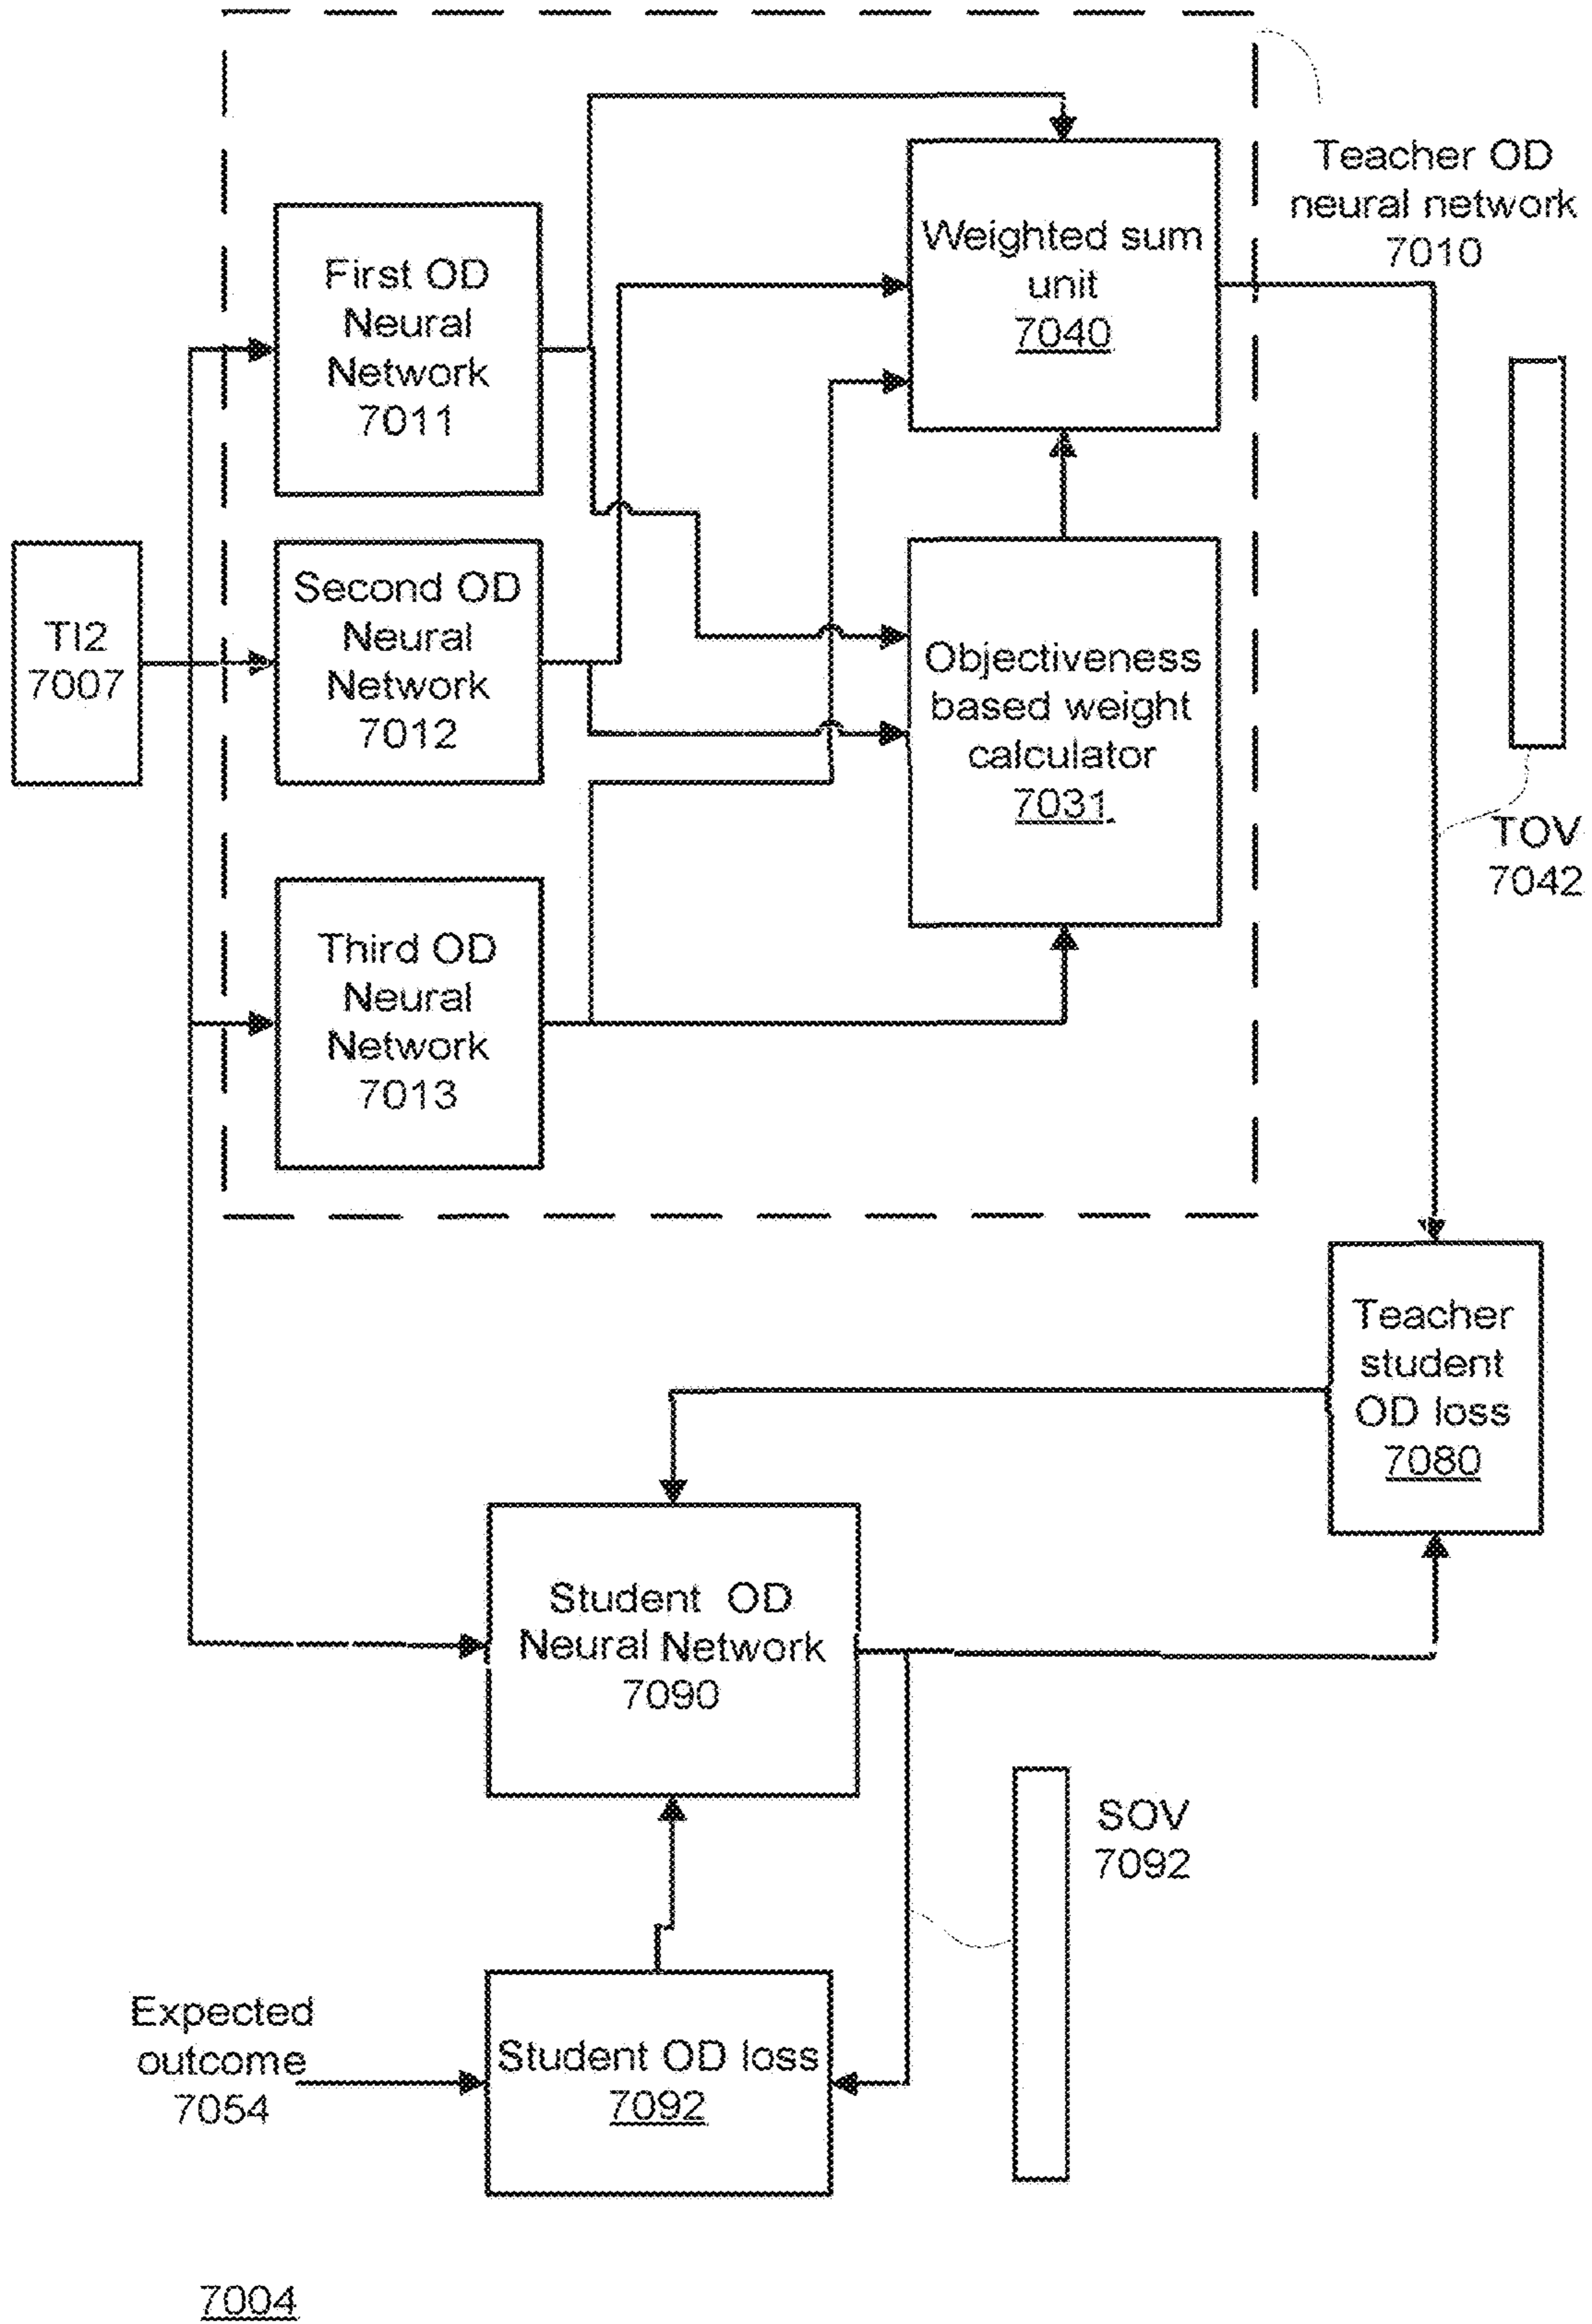 Teacher OD
neural network
7010
Weighted sum
unit
7040
First OD
Neural
Network
7011
Second OD
Neural
Network
7012
TI2
7007
Objectiveness
based weight
calculator
7031
TOV
7042
Third OD
Neural
Network
7013
Teacher
student
OD loss
7080
Student OD
Neural Network
7090
SOV
7092
Expected
outcome
7054
Student OD loss
7092
7004